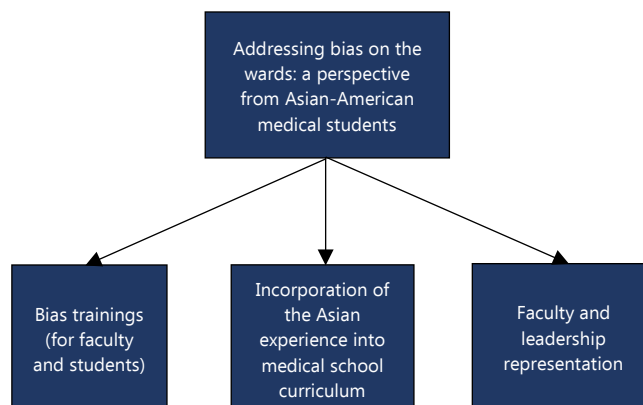 Addressing bias on the
wards: a perspective
from Asian-American
medical students
Bias trainings
(for faculty
and students)
Incorporation of
the Asian
experience into
medical school
curriculum
Faculty and
leadership
representation